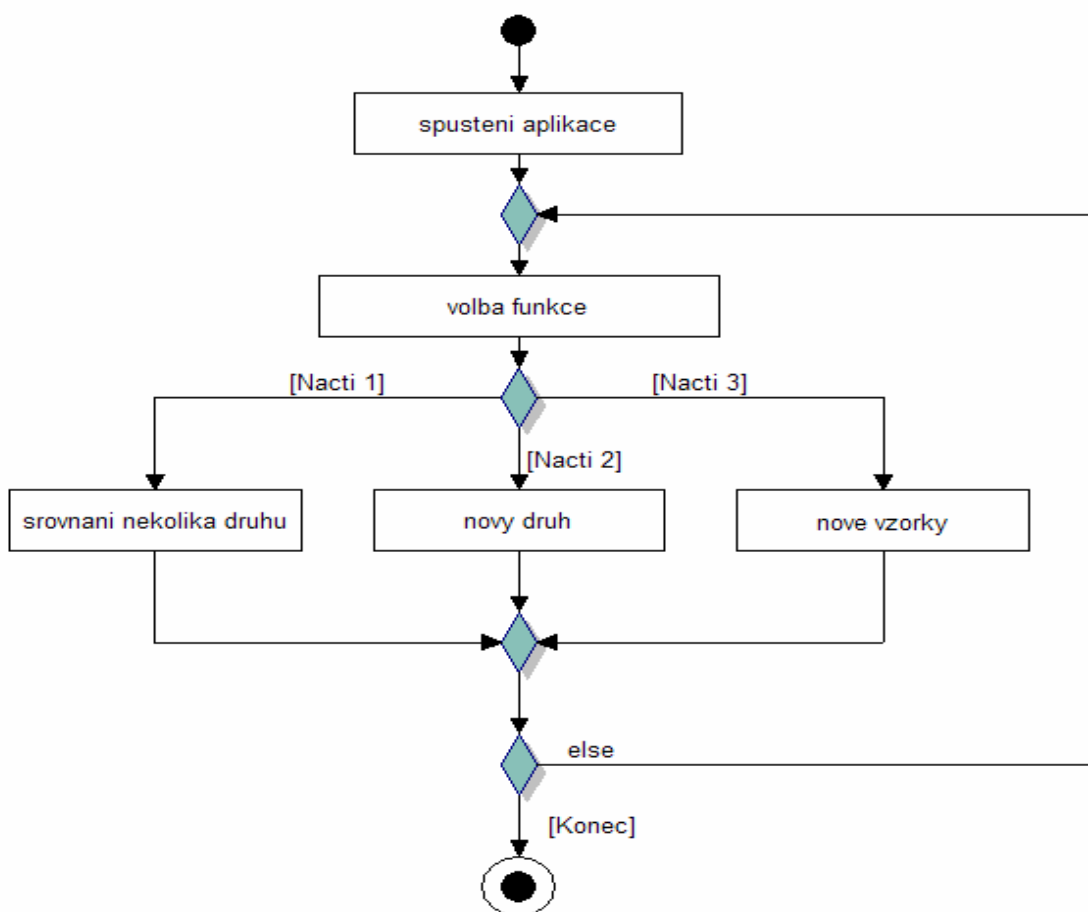 spusteni aplikace
volba funkce
[Nacti 1]
[Nacti 3]
[Nacti 2]
srovnani nekolika druhu
novy druh
nove vzorky
else
[Konec]